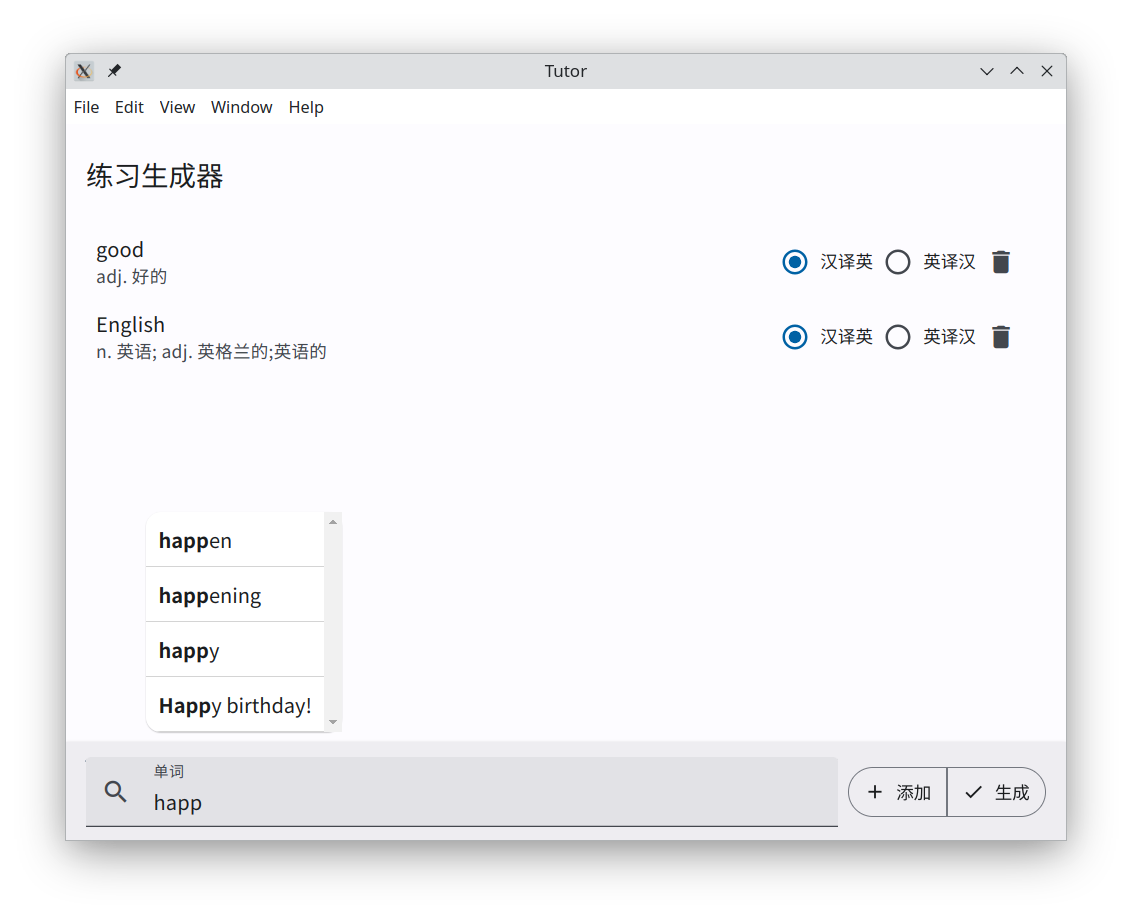 Tutor
File Edit View Window Help
练习生成器
good
adj. 好的
汉译英 英译汉
English
n. 英语; adj. 英格兰的;英语的
汉译英 英译汉
happen
happening
happy
Happy birthday!
单词
happ
添加 生成